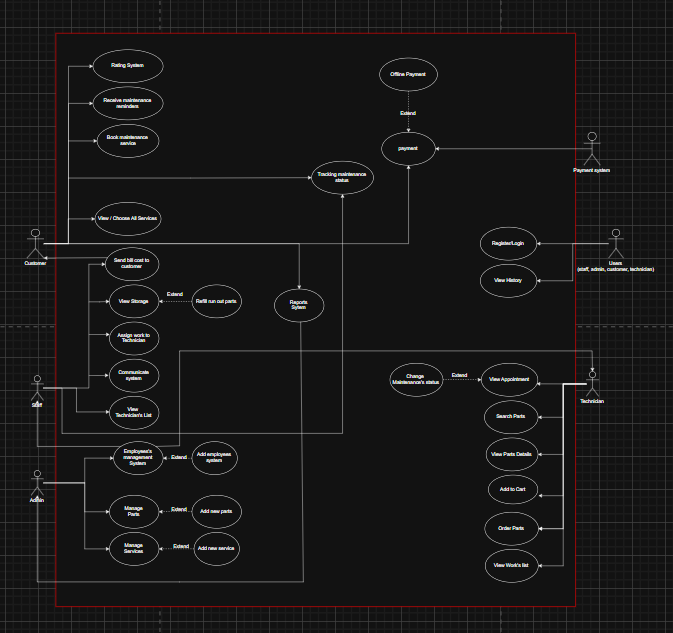 Rating System
Receive maintenance
reminders
Book maintenance
service
View / Choose All Services
Customer
Offline Payment
Extend
payment
Payment system
Tracking maintenance
status
Register/Login
View History
Users
(staff, admin, customer, technician)
Send bill cost to
customer
View Storage
Extend
Refill run out parts
Assign work to
Technician
Communicate
system
View
Technician's List
Staff
Reports
Sytem
Change
Maintenance's status
Extend
View Appointment
Technician
Search Parts
View Parts Details
Add to Cart
Order Parts
View Work's list
Employees's
management
System
Extend
Add employees
system
Admin
Manage
Parts
Extend
Add new parts
Manage
Services
Extend
Add new service